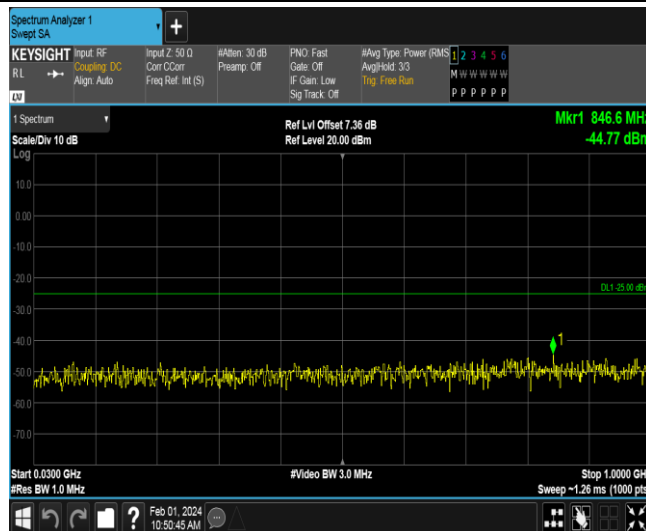 Spectrum Analyzer 1
Swept SA
+
KEYSIGHT Input: RF Input Z: 50 Ω #Atten: 30 dB PNO: Fast #Avg Type: Power (RMS 1 2 3 4 5 6
RL Coupling: DC Corr CCorr Preamp: Off Gate: Off Avg|Hold: 3/3 M W W W W W
Align: Auto Freq Ref: Int (S) IF Gain: Low Trig: Free Run
LXI Sig Track: Off P P P P P P
1 Spectrum
Ref Lvl Offset 7.36 dB Mkr1 846.6 MHz
Scale/Div 10 dB Ref Level 20.00 dBm -44.77 dBm
Log
10.0
0.00
-10.0
-20.0
DL1 -25.00 dBm
-30.0
-40.0
1
-50.0
-60.0
-70.0
Start 0.0300 GHz #Video BW 3.0 MHz Stop 1.0000 GH
#Res BW 1.0 MHz Sweep ~1.26 ms (1000 pts
? Feb 01, 2024
10:50:45 AM